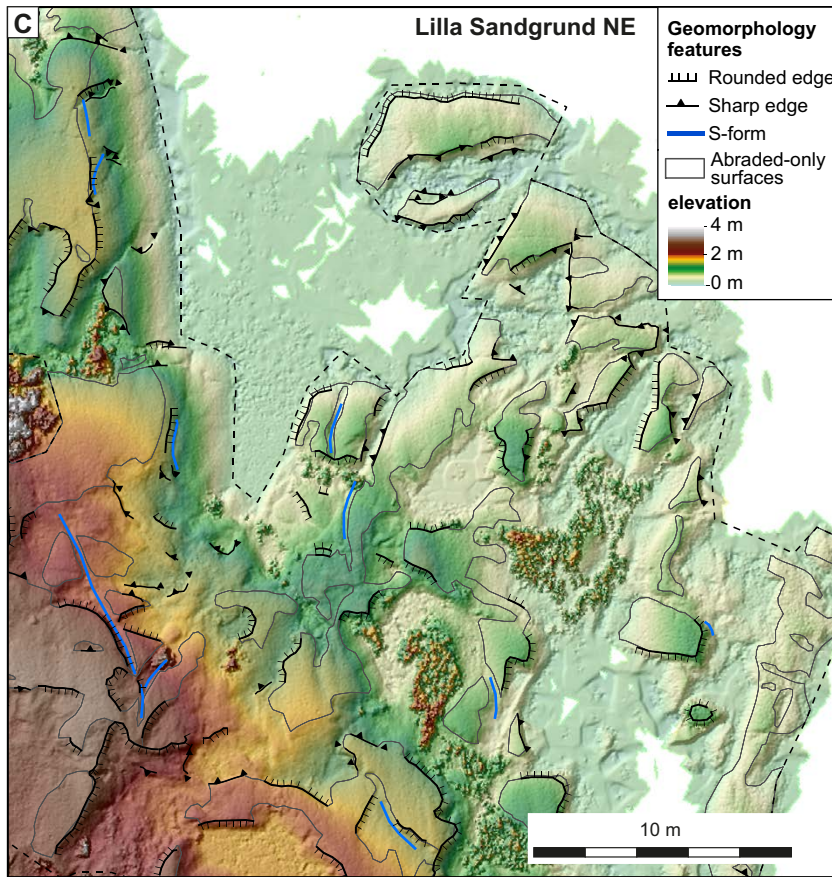 C
Lilla Sandgrund NE
Geomorphology
features
Rounded edge
Sharp edge
S-form
Abraded-only
surfaces
elevation
4 m
2 m
0 m
10 m